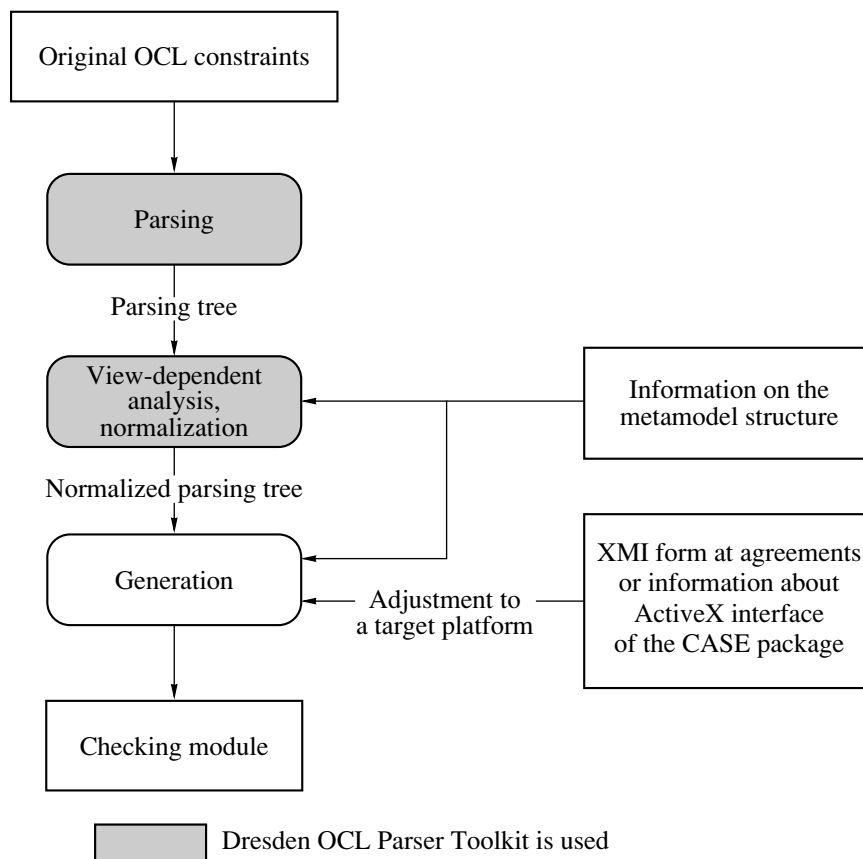 Original OCL constraints
Parsing
Parsing tree
View-dependent
analysis,
normalization
Information on the
metamodel structure
Normalized parsing tree
Generation
Adjustment to
a target platform
XMI form at agreements
or information about
ActiveX interface
of the CASE package
Checking module
Dresden OCL Parser Toolkit is used